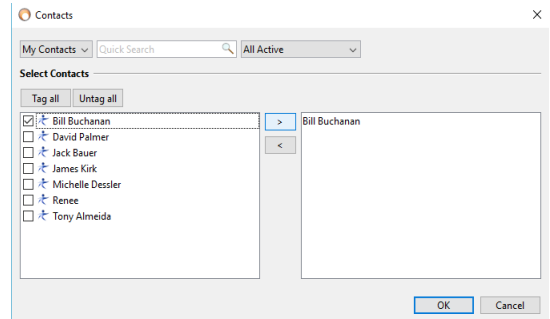 Contacts
My Contacts Quick Search All Active
Select Contacts
Tag all Untag all
Bill Buchanan > Bill Buchanan
David Palmer
<
Jack Bauer
James Kirk
Michelle Dessler
Renee
Tony Almeida
OK Cancel